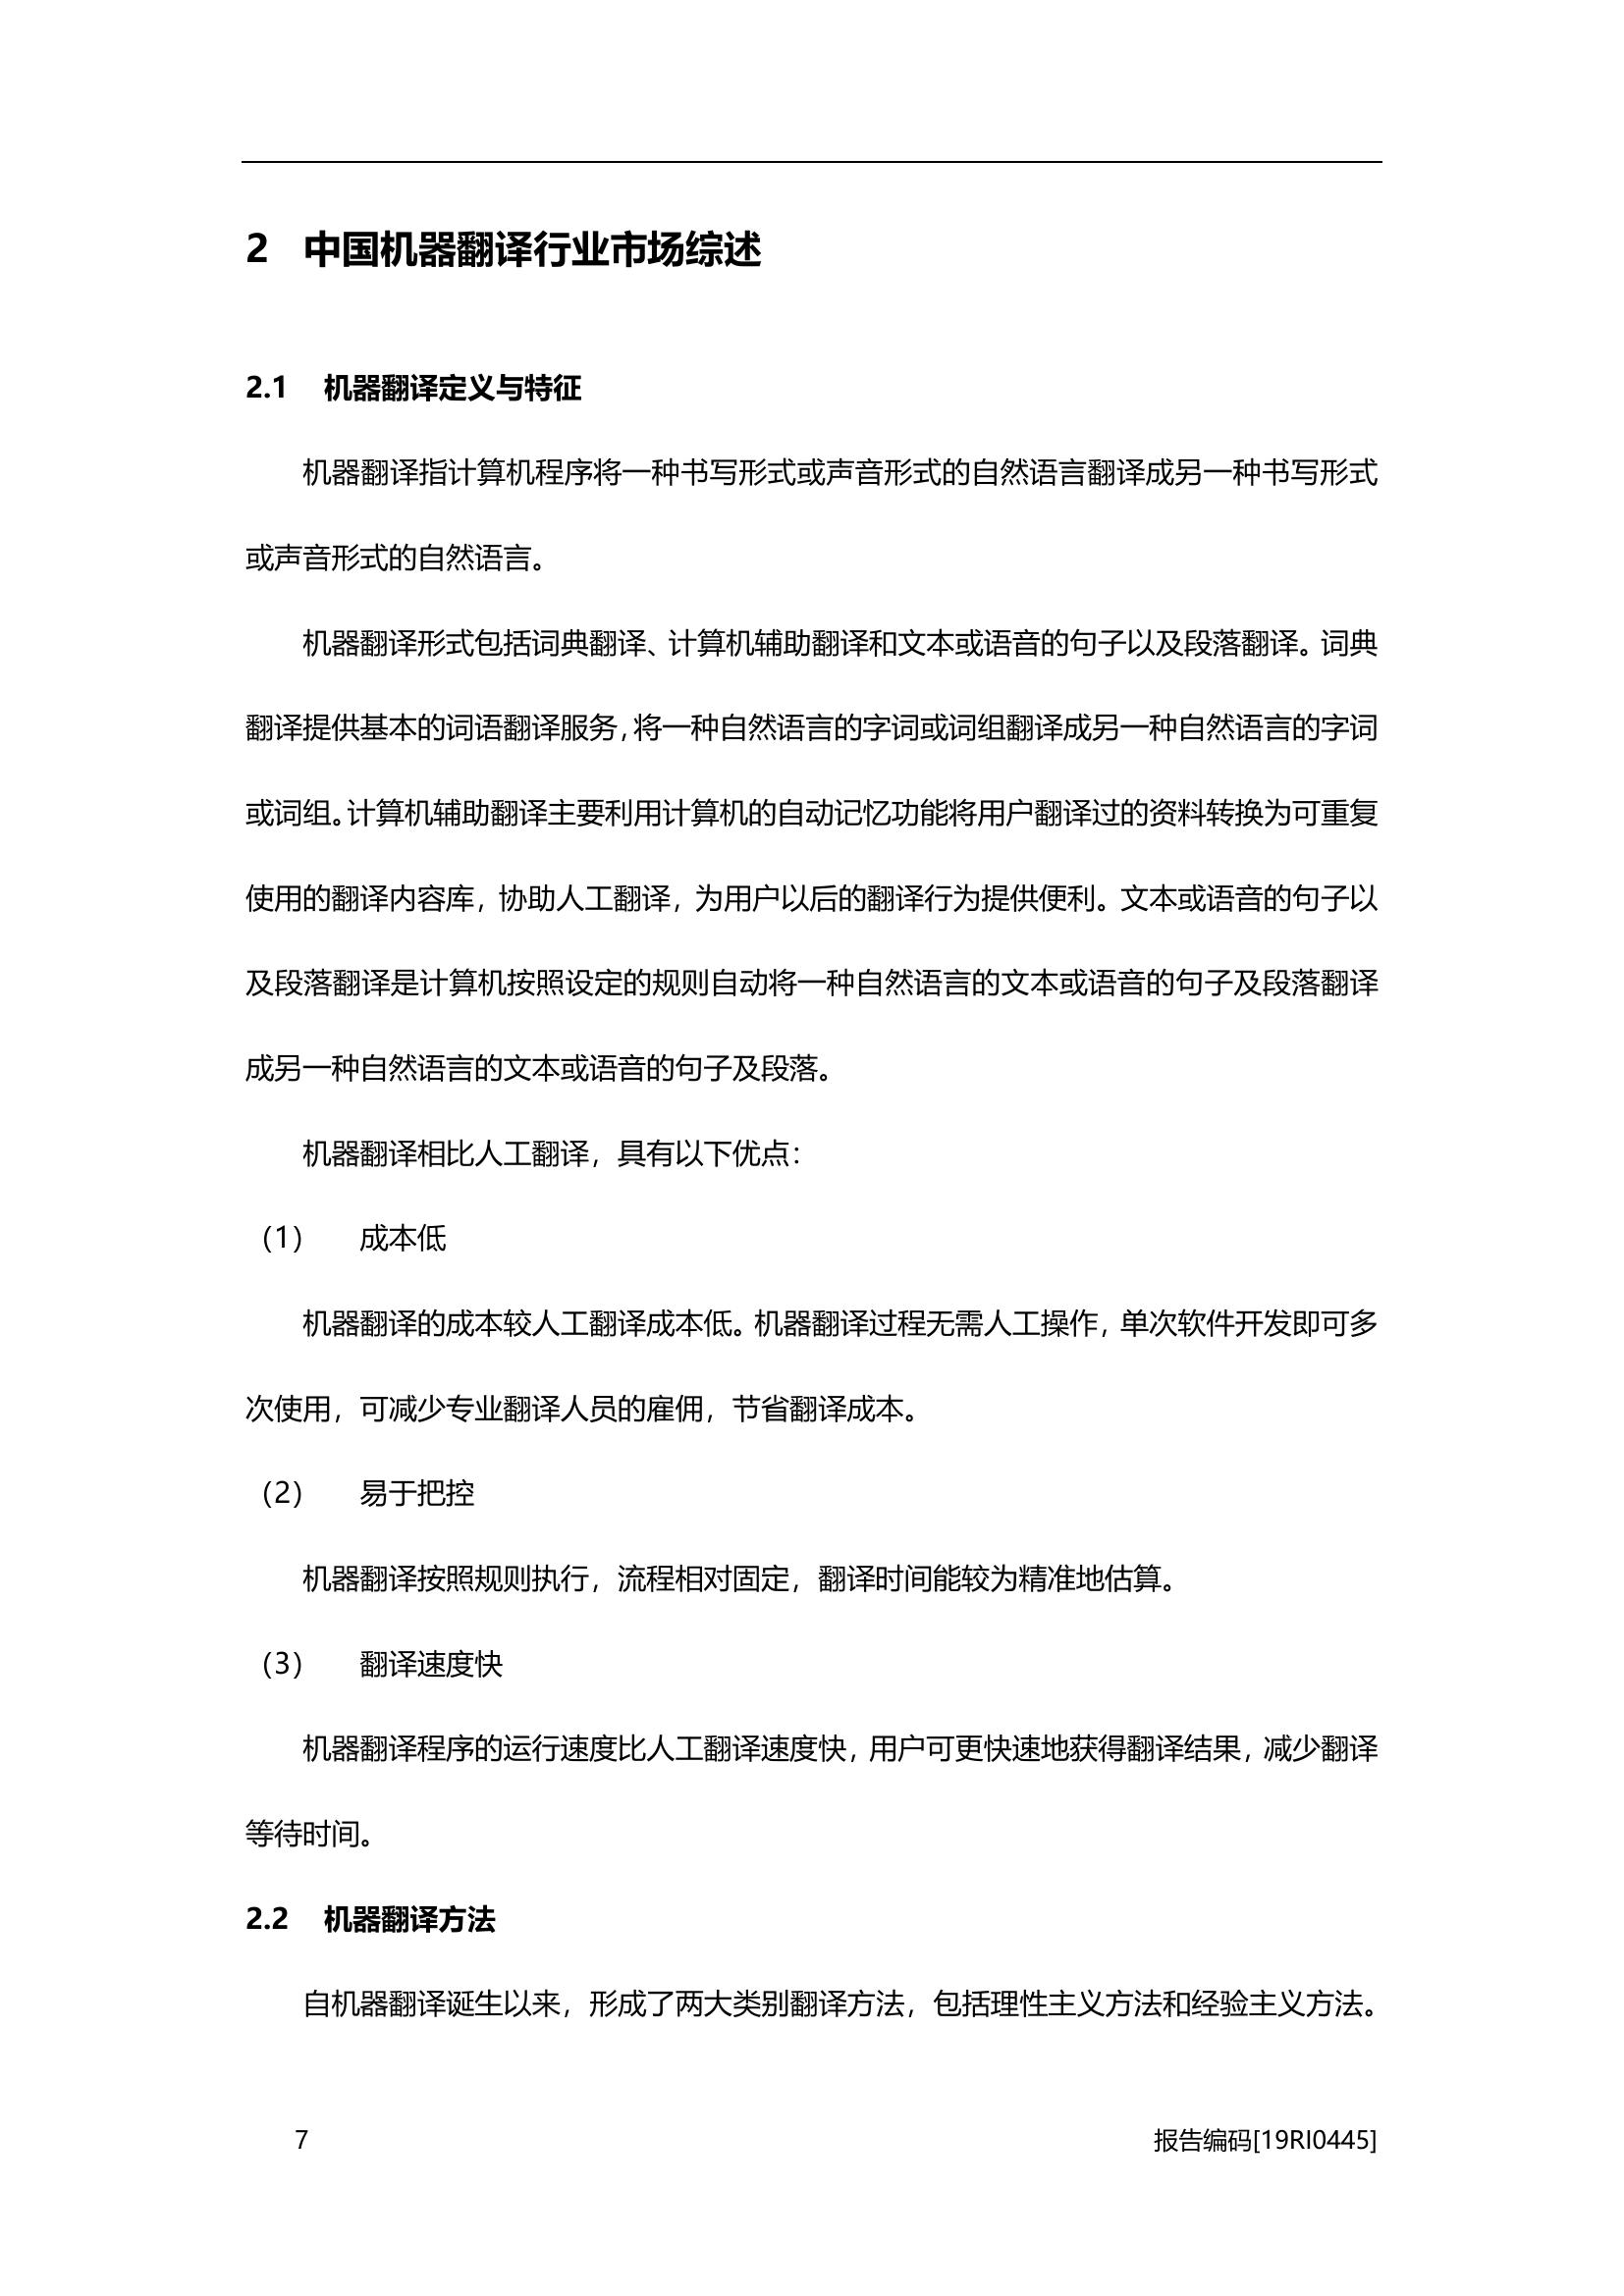 2 中国机器翻译行业市场综述
2.1 机器翻译定义与特征
机器翻译指计算机程序将一种书写形式或声音形式的自然语言翻译成另一种书写形式
或声音形式的自然语言。
机器翻译形式包括词典翻译、计算机辅助翻译和文本或语音的句子以及段落翻译。词典
翻译提供基本的词语翻译服务，将一种自然语言的字词或词组翻译成另一种自然语言的字词
或词组。计算机辅助翻译主要利用计算机的自动记忆功能将用户翻译过的资料转换为可重复
使用的翻译内容库，协助人工翻译，为用户以后的翻译行为提供便利。文本或语音的句子以
及段落翻译是计算机按照设定的规则自动将一种自然语言的文本或语音的句子及段落翻译
成另一种自然语言的文本或语音的句子及段落。
机器翻译相比人工翻译，具有以下优点：
（1） 成本低
机器翻译的成本较人工翻译成本低。机器翻译过程无需人工操作，单次软件开发即可多
次使用，可减少专业翻译人员的雇佣，节省翻译成本。
（2） 易于把控
机器翻译按照规则执行，流程相对固定，翻译时间能较为精准地估算。
（3） 翻译速度快
机器翻译程序的运行速度比人工翻译速度快，用户可更快速地获得翻译结果，减少翻译
等待时间。
2.2 机器翻译方法
自机器翻译诞生以来，形成了两大类别翻译方法，包括理性主义方法和经验主义方法。
7 报告编码[19RI0445]